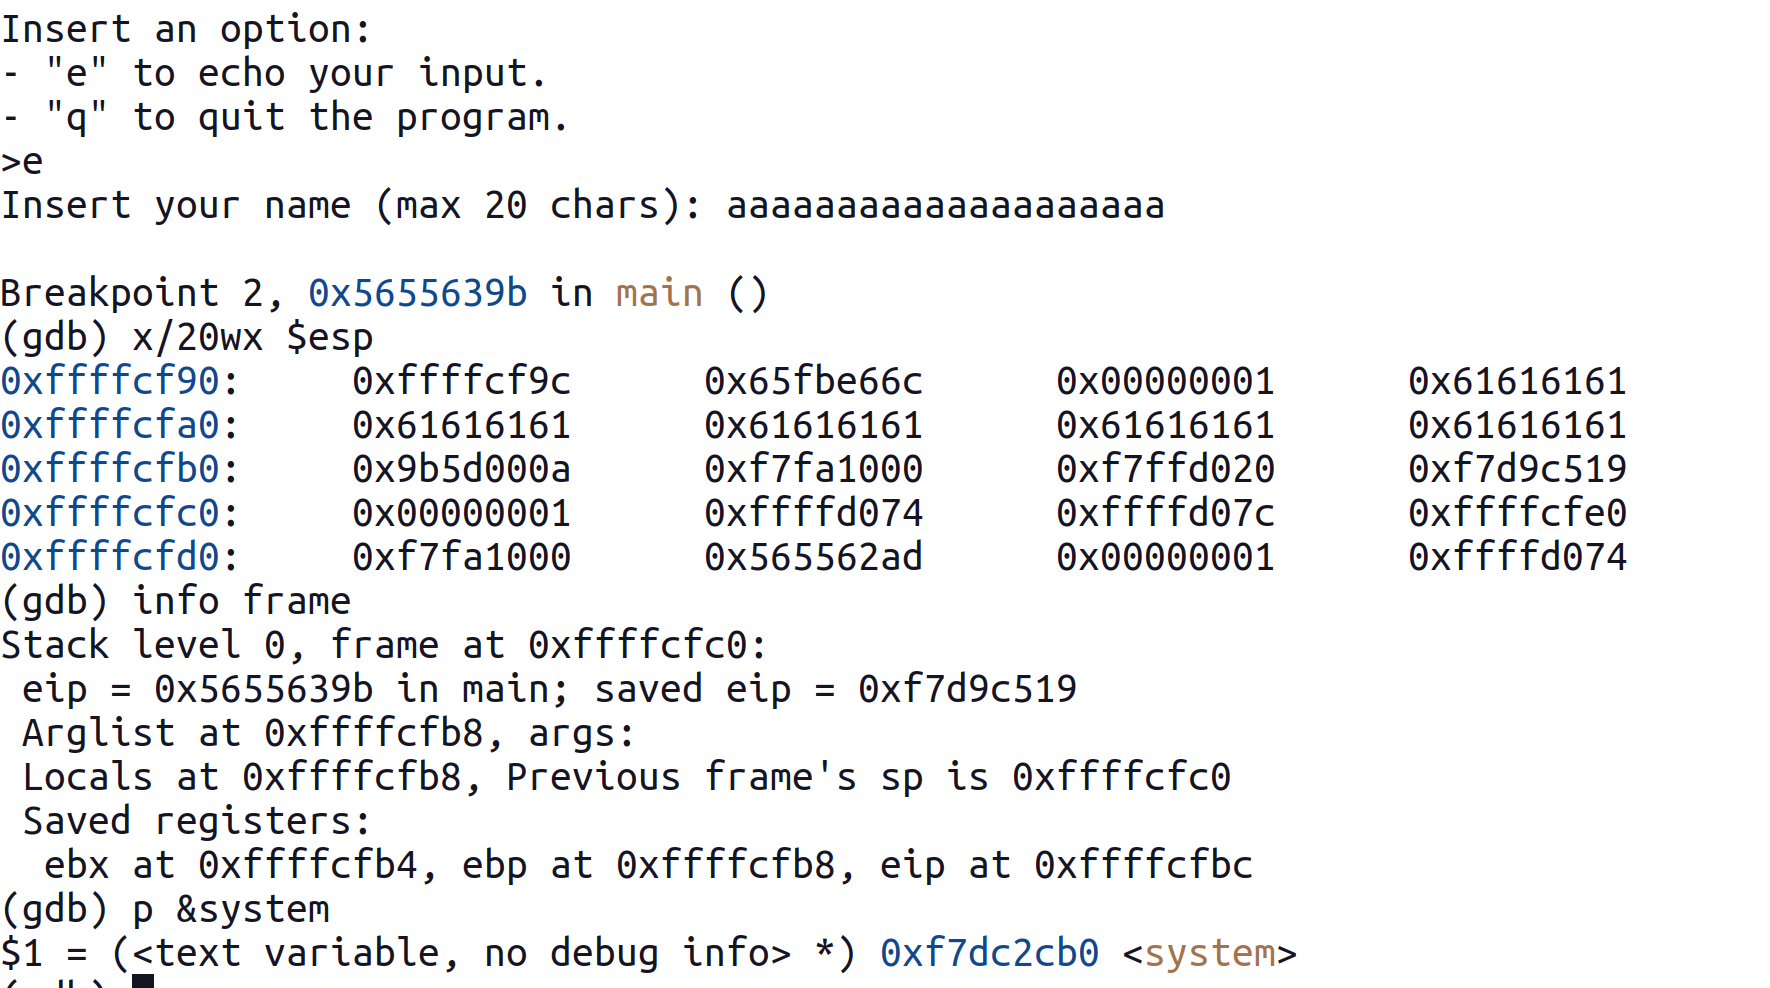 Insert an option:
- "e" to echo your input.
- "q" to quit the program.
>e
Insert your name (max 20 chars): aaaaaaaaaaaaaaaaaaaa
Breakpoint 2, 0x5655639b in main ()
(gdb) x/20wx $esp
0xffffcf90: 0xffffcf9c 0x65fbe66c 0x00000001 0x61616161
0xffffcfa0: 0x61616161 0x61616161 0x61616161 0x61616161
0xffffcfb0: 0x9b5d000a 0xf7fa1000 0xf7ffd020 0xf7d9c519
0xffffcfc0: 0x00000001 0xffffd074 0xffffd07c 0xffffcfe0
0xffffcfd0: 0xf7fa1000 0x565562ad 0x00000001 0xffffd074
(gdb) info frame
Stack level 0, frame at 0xffffcfc0:
 eip = 0x5655639b in main; saved eip = 0xf7d9c519
 Arglist at 0xffffcfb8, args:
 Locals at 0xffffcfb8, Previous frame's sp is 0xffffcfc0
 Saved registers:
  ebx at 0xffffcfb4, ebp at 0xffffcfb8, eip at 0xffffcfbc
(gdb) p &system
$1 = (<text variable, no debug info> *) 0xf7dc2cb0 <system>
(gdb)